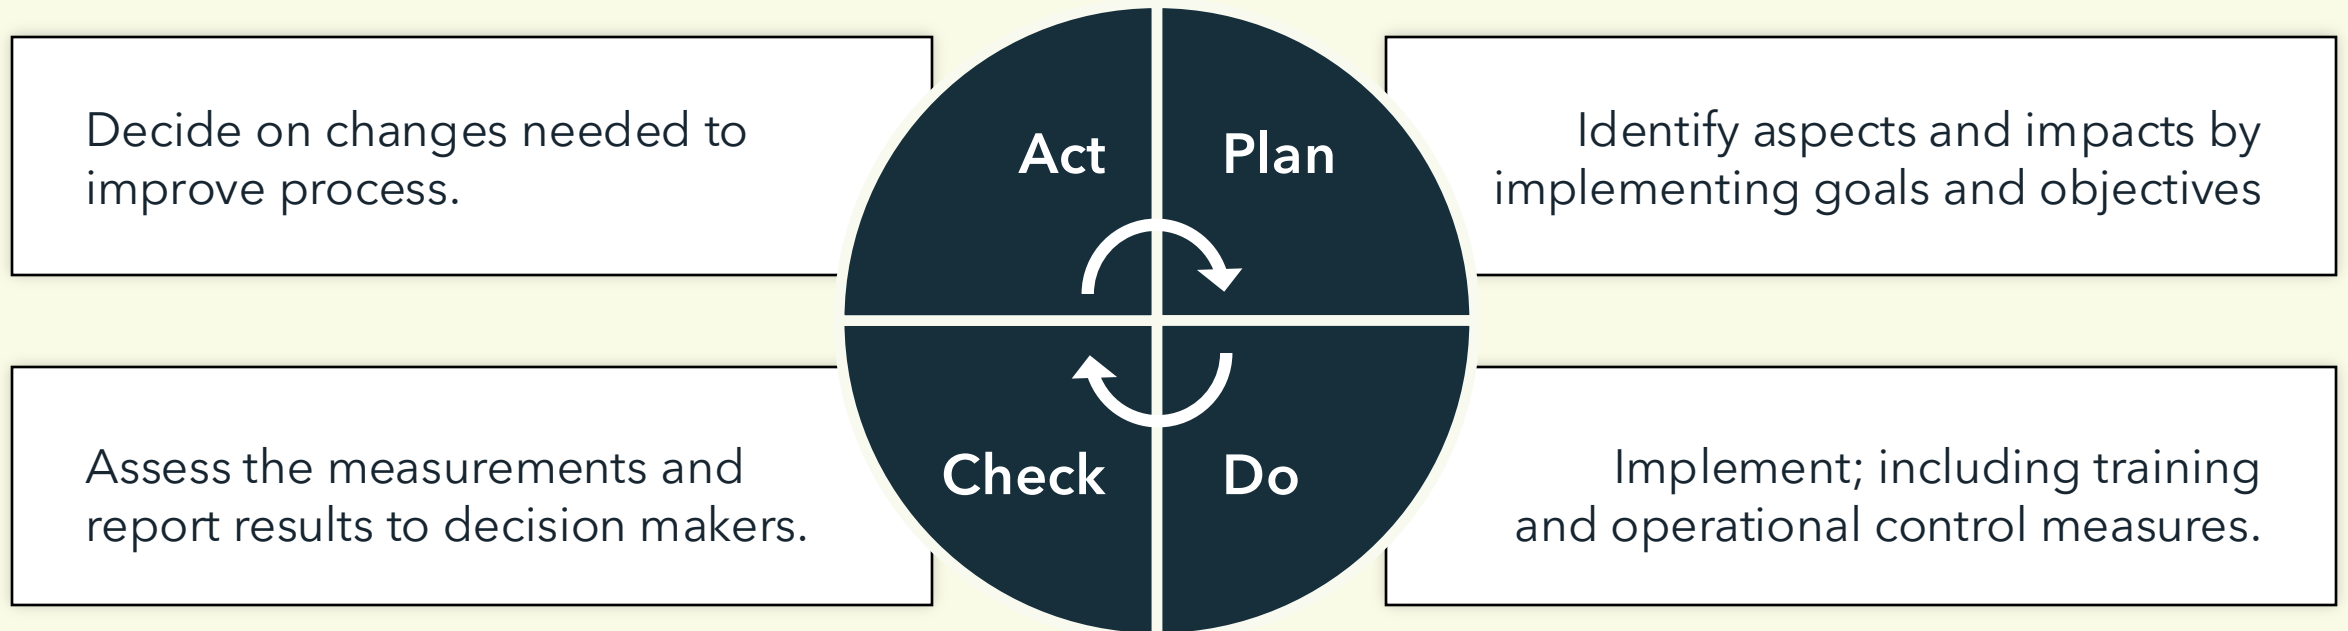 Decide on changes needed to
improve process.
Act
Plan
Identify aspects and impacts by
implementing goals and objectives
Assess the measurements and
report results to decision makers.
Check
Do
Implement; including training
and operational control measures.